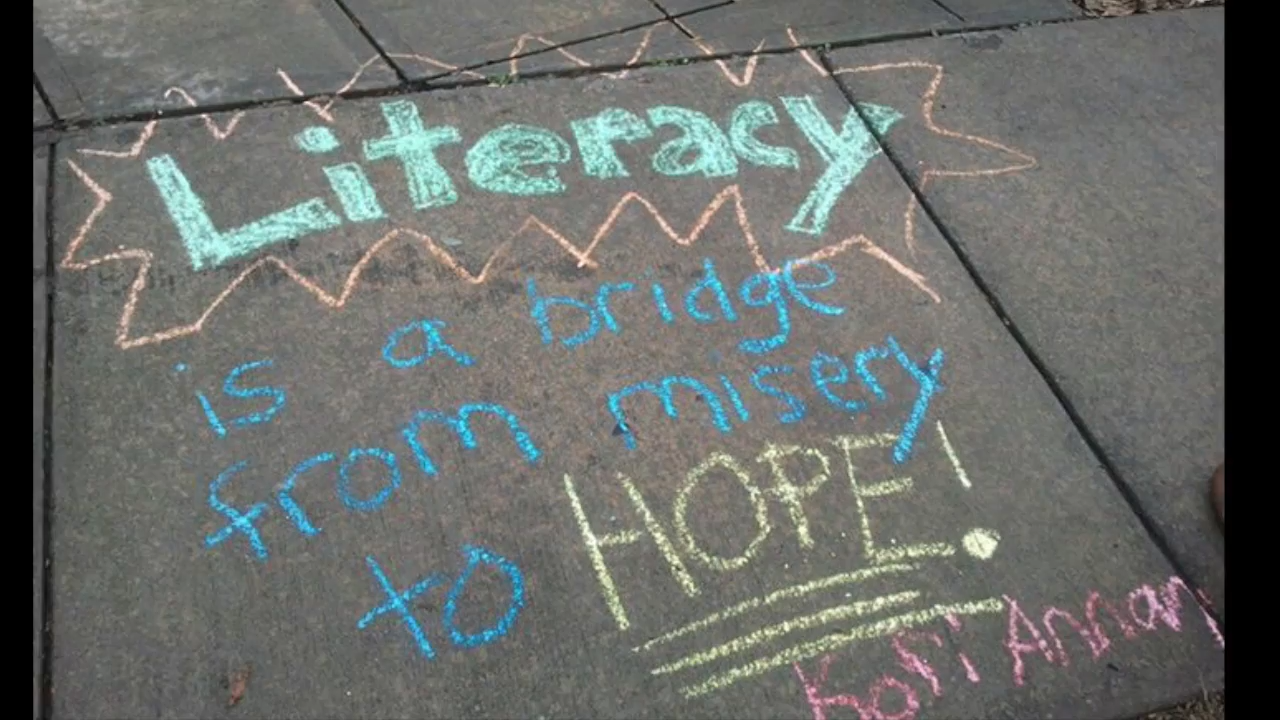 Literacy
is a bridge
from misery
to HOPE!
Kofi Annan